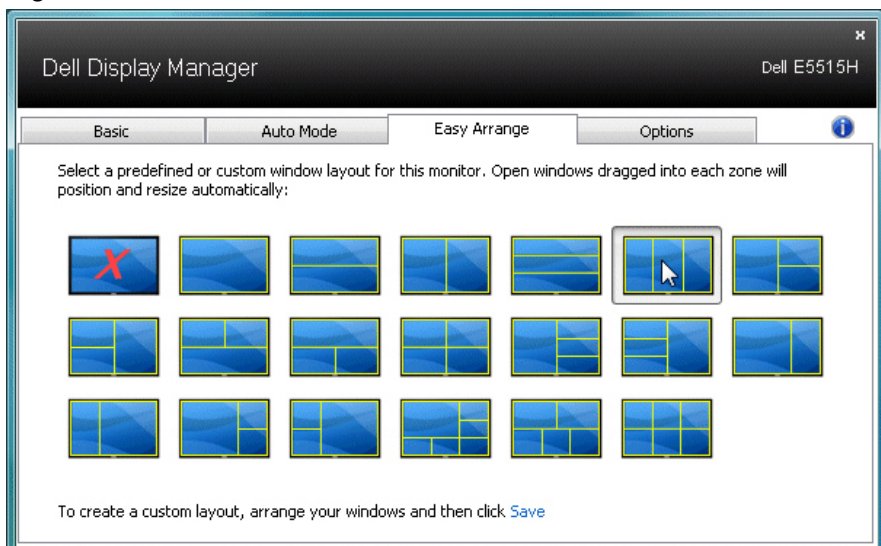 x
Dell Display Manager
Dell E5515H
Basic
Auto Mode
Easy Arrange
Options
i
Select a predefined or custom window layout for this monitor. Open windows dragged into each zone will
position and resize automatically:
X
To create a custom layout, arrange your windows and then click Save